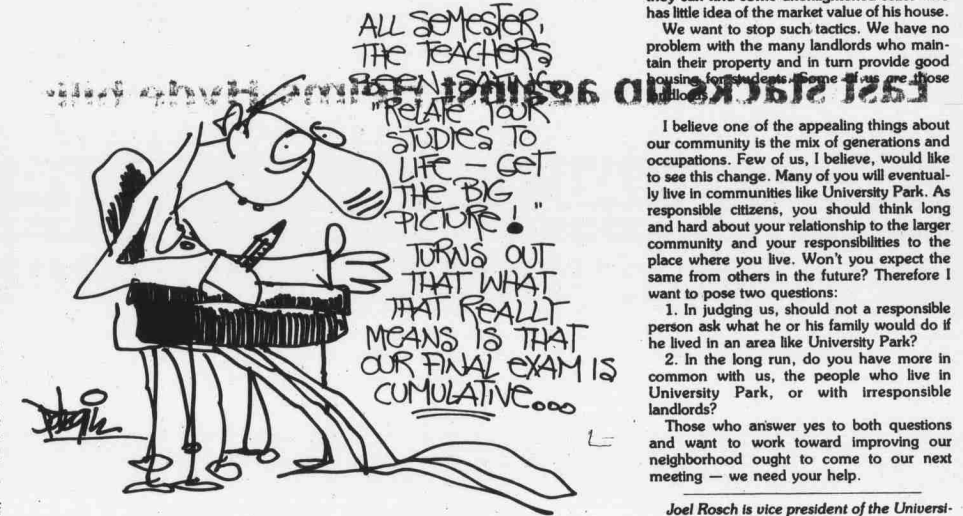 ALL SEMESTER,
THE TEACHERS
BEEN SAYING
"RELATE YOUR
STUDIES TO
LIFE — GET
THE BIG
PICTURE!"
TURNS OUT
THAT WHAT
THAT REALLY
MEANS IS THAT
OUR FINAL EXAM IS
CUMULATIVE...
has little idea of the market value of his house.
We want to stop such tactics. We have no
problem with the many landlords who main-
tain their property and in turn provide good
housing for students. Some of us are those
landlords.
I believe one of the appealing things about
our community is the mix of generations and
occupations. Few of us, I believe, would like
to see this change. Many of you will eventual-
ly live in communities like University Park. As
responsible citizens, you should think long
and hard about your relationship to the larger
community and your responsibilities to the
place where you live. Won't you expect the
same from others in the future? Therefore I
want to pose two questions:
1. In judging us, should not a responsible
person ask what he or his family would do if
he lived in an area like University Park?
2. In the long run, do you have more in
common with us, the people who live in
University Park, or with irresponsible
landlords?
Those who answer yes to both questions
and want to work toward improving our
neighborhood ought to come to our next
meeting — we need your help.
Joel Rosch is vice president of the Universi-